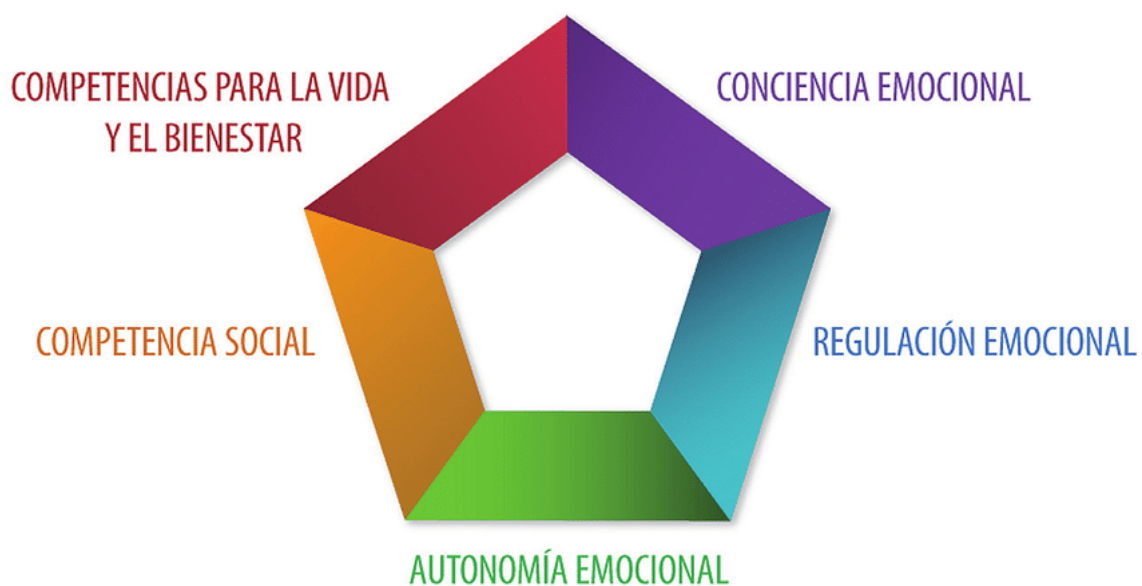 COMPETENCIAS PARA LA VIDA
Y EL BIENESTAR
CONCIENCIA EMOCIONAL
COMPETENCIA SOCIAL
REGULACIÓN EMOCIONAL
AUTONOMÍA EMOCIONAL